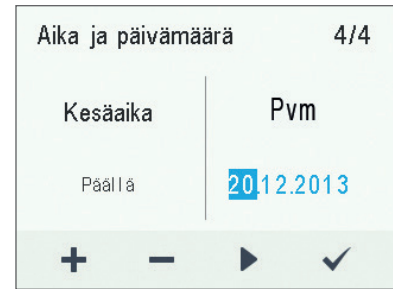 Aika ja päivämäärä 4/4
Kesäaika
Päällä
Pvm
20.12.2013